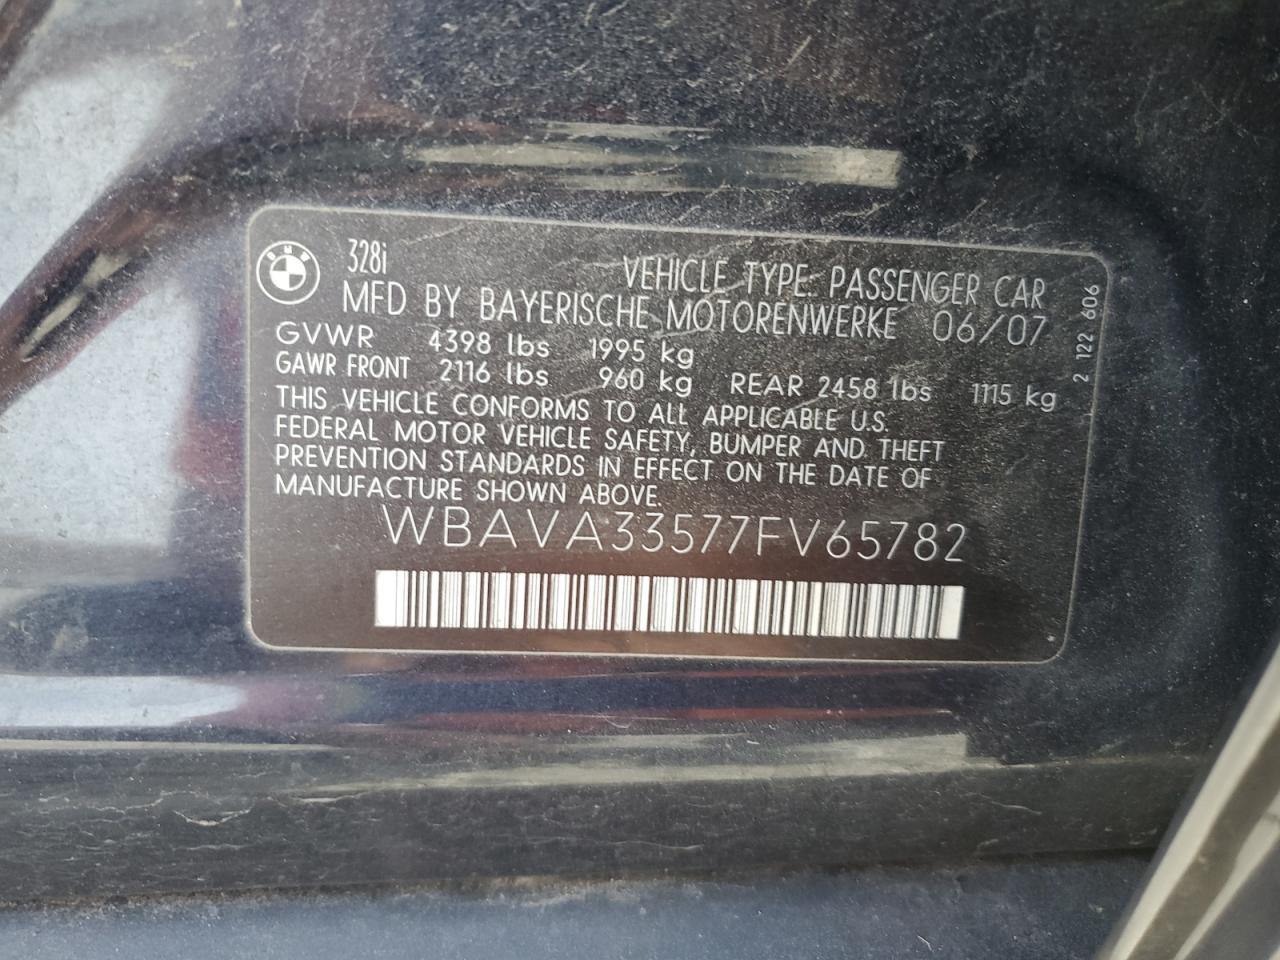 BMW
328i
VEHICLE TYPE: PASSENGER CAR
MFD BY BAYERISCHE MOTORENWERKE 06/07
GVWR 4398 lbs 1995 kg
GAWR FRONT 2116 lbs 960 kg REAR 2458 lbs 1115 kg
THIS VEHICLE CONFORMS TO ALL APPLICABLE U.S.
FEDERAL MOTOR VEHICLE SAFETY, BUMPER AND THEFT
PREVENTION STANDARDS IN EFFECT ON THE DATE OF
MANUFACTURE SHOWN ABOVE.
WBAVA33577FV65782
2 122 606